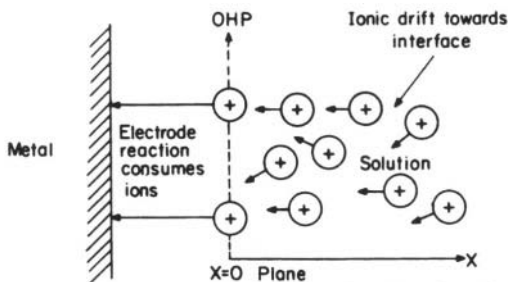 OHP
Ionic drift towards
interface
Metal
Electrode
reaction
consumes
ions
Solution
+
+
+
+
+
+
+
+
+
+
+
X
X=O Plane